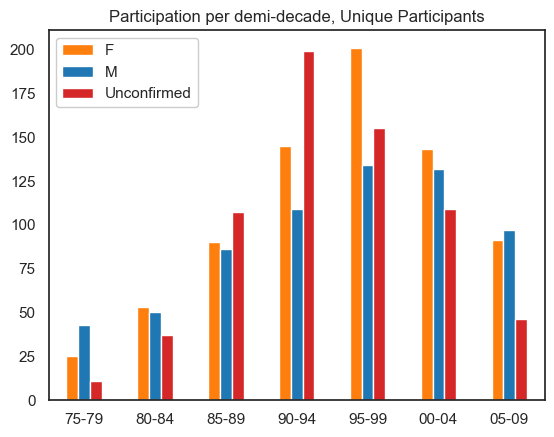 Participation per demi-decade, Unique Participants
F
M
Unconfirmed
200
175
150
125
100
75
50
25
0
75-79 80-84 85-89 90-94 95-99 00-04 05-09